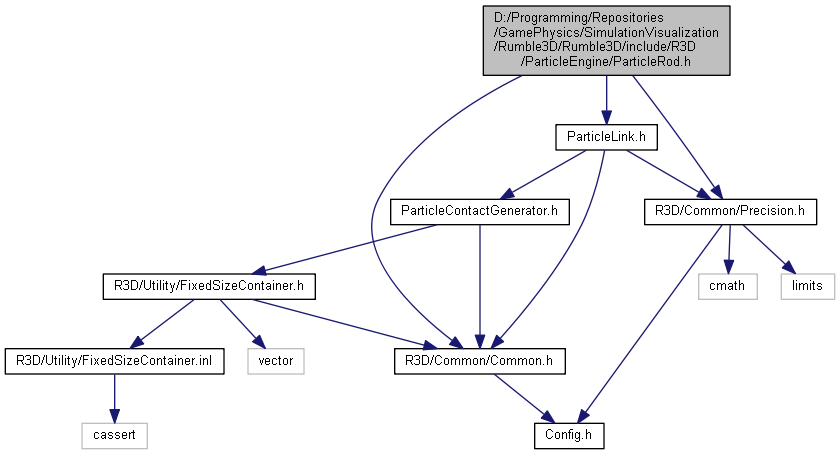 D:/Programming/Repositories
/GamePhysics/SimulationVisualization
/Rumble3D/Rumble3D/include/R3D
/ParticleEngine/ParticleRod.h
ParticleLink.h
ParticleContactGenerator.h
R3D/Common/Precision.h
R3D/Utility/FixedSizeContainer.h
cmath
limits
R3D/Utility/FixedSizeContainer.inl
vector
R3D/Common/Common.h
cassert
Config.h